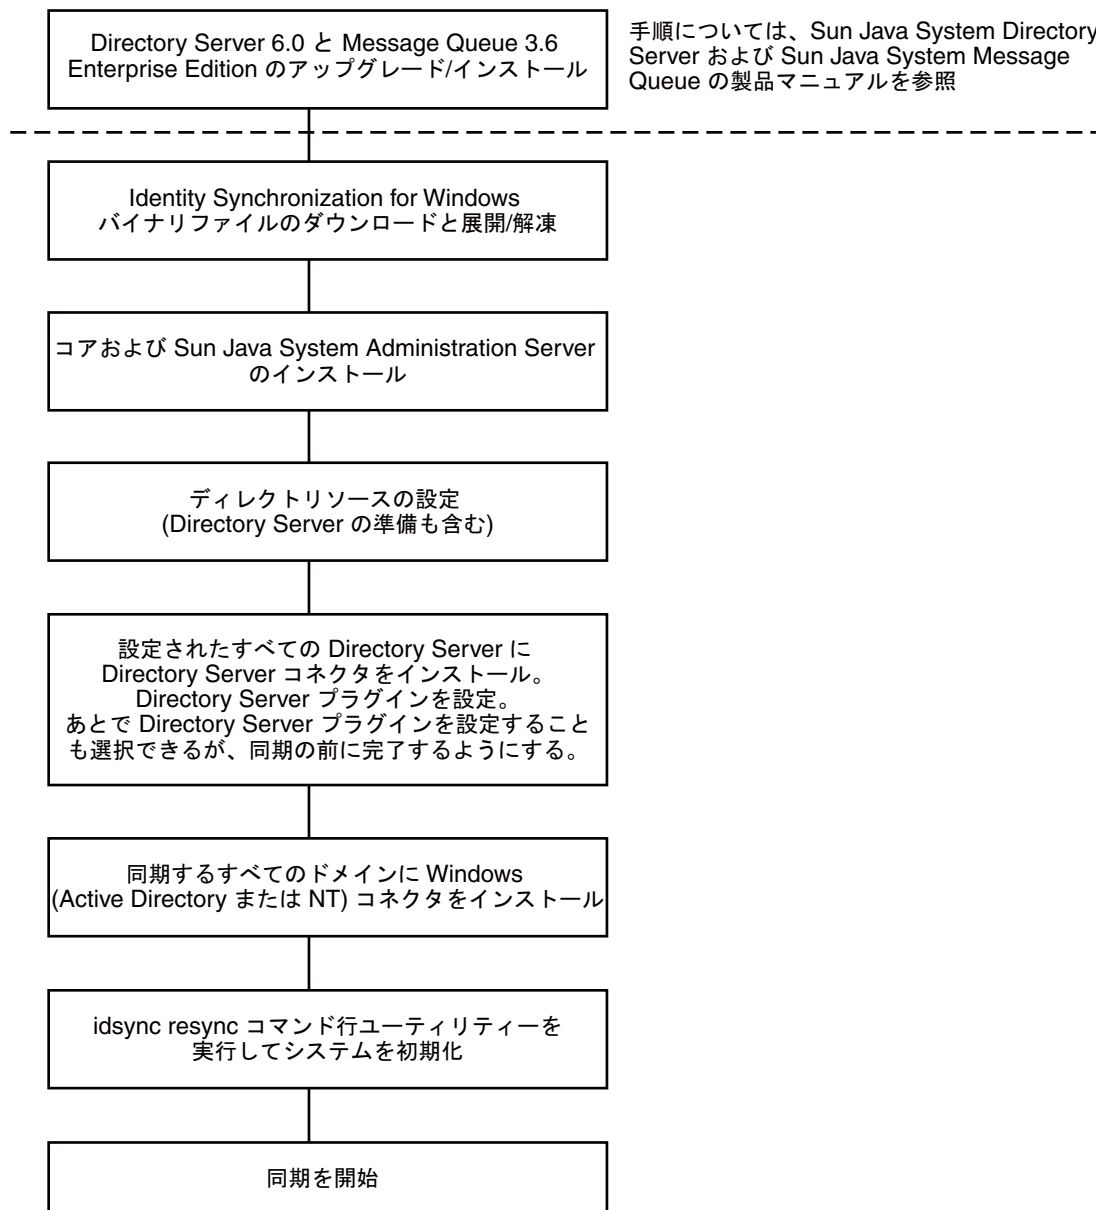 Directory Server 6.0 と Message Queue 3.6
Enterprise Edition のアップグレード/インストール
手順については、Sun Java System Directory
Server および Sun Java System Message
Queue の製品マニュアルを参照
Identity Synchronization for Windows
バイナリファイルのダウンロードと展開/解凍
コアおよび Sun Java System Administration Server
のインストール
ディレクトリソースの設定
(Directory Server の準備も含む)
設定されたすべての Directory Server に
Directory Server コネクタをインストール。
Directory Server プラグインを設定。
あとで Directory Server プラグインを設定すること
も選択できるが、同期の前に完了するようにする。
同期するすべてのドメインに Windows
(Active Directory または NT) コネクタをインストール
idsync resync コマンド行ユーティリティーを
実行してシステムを初期化
同期を開始